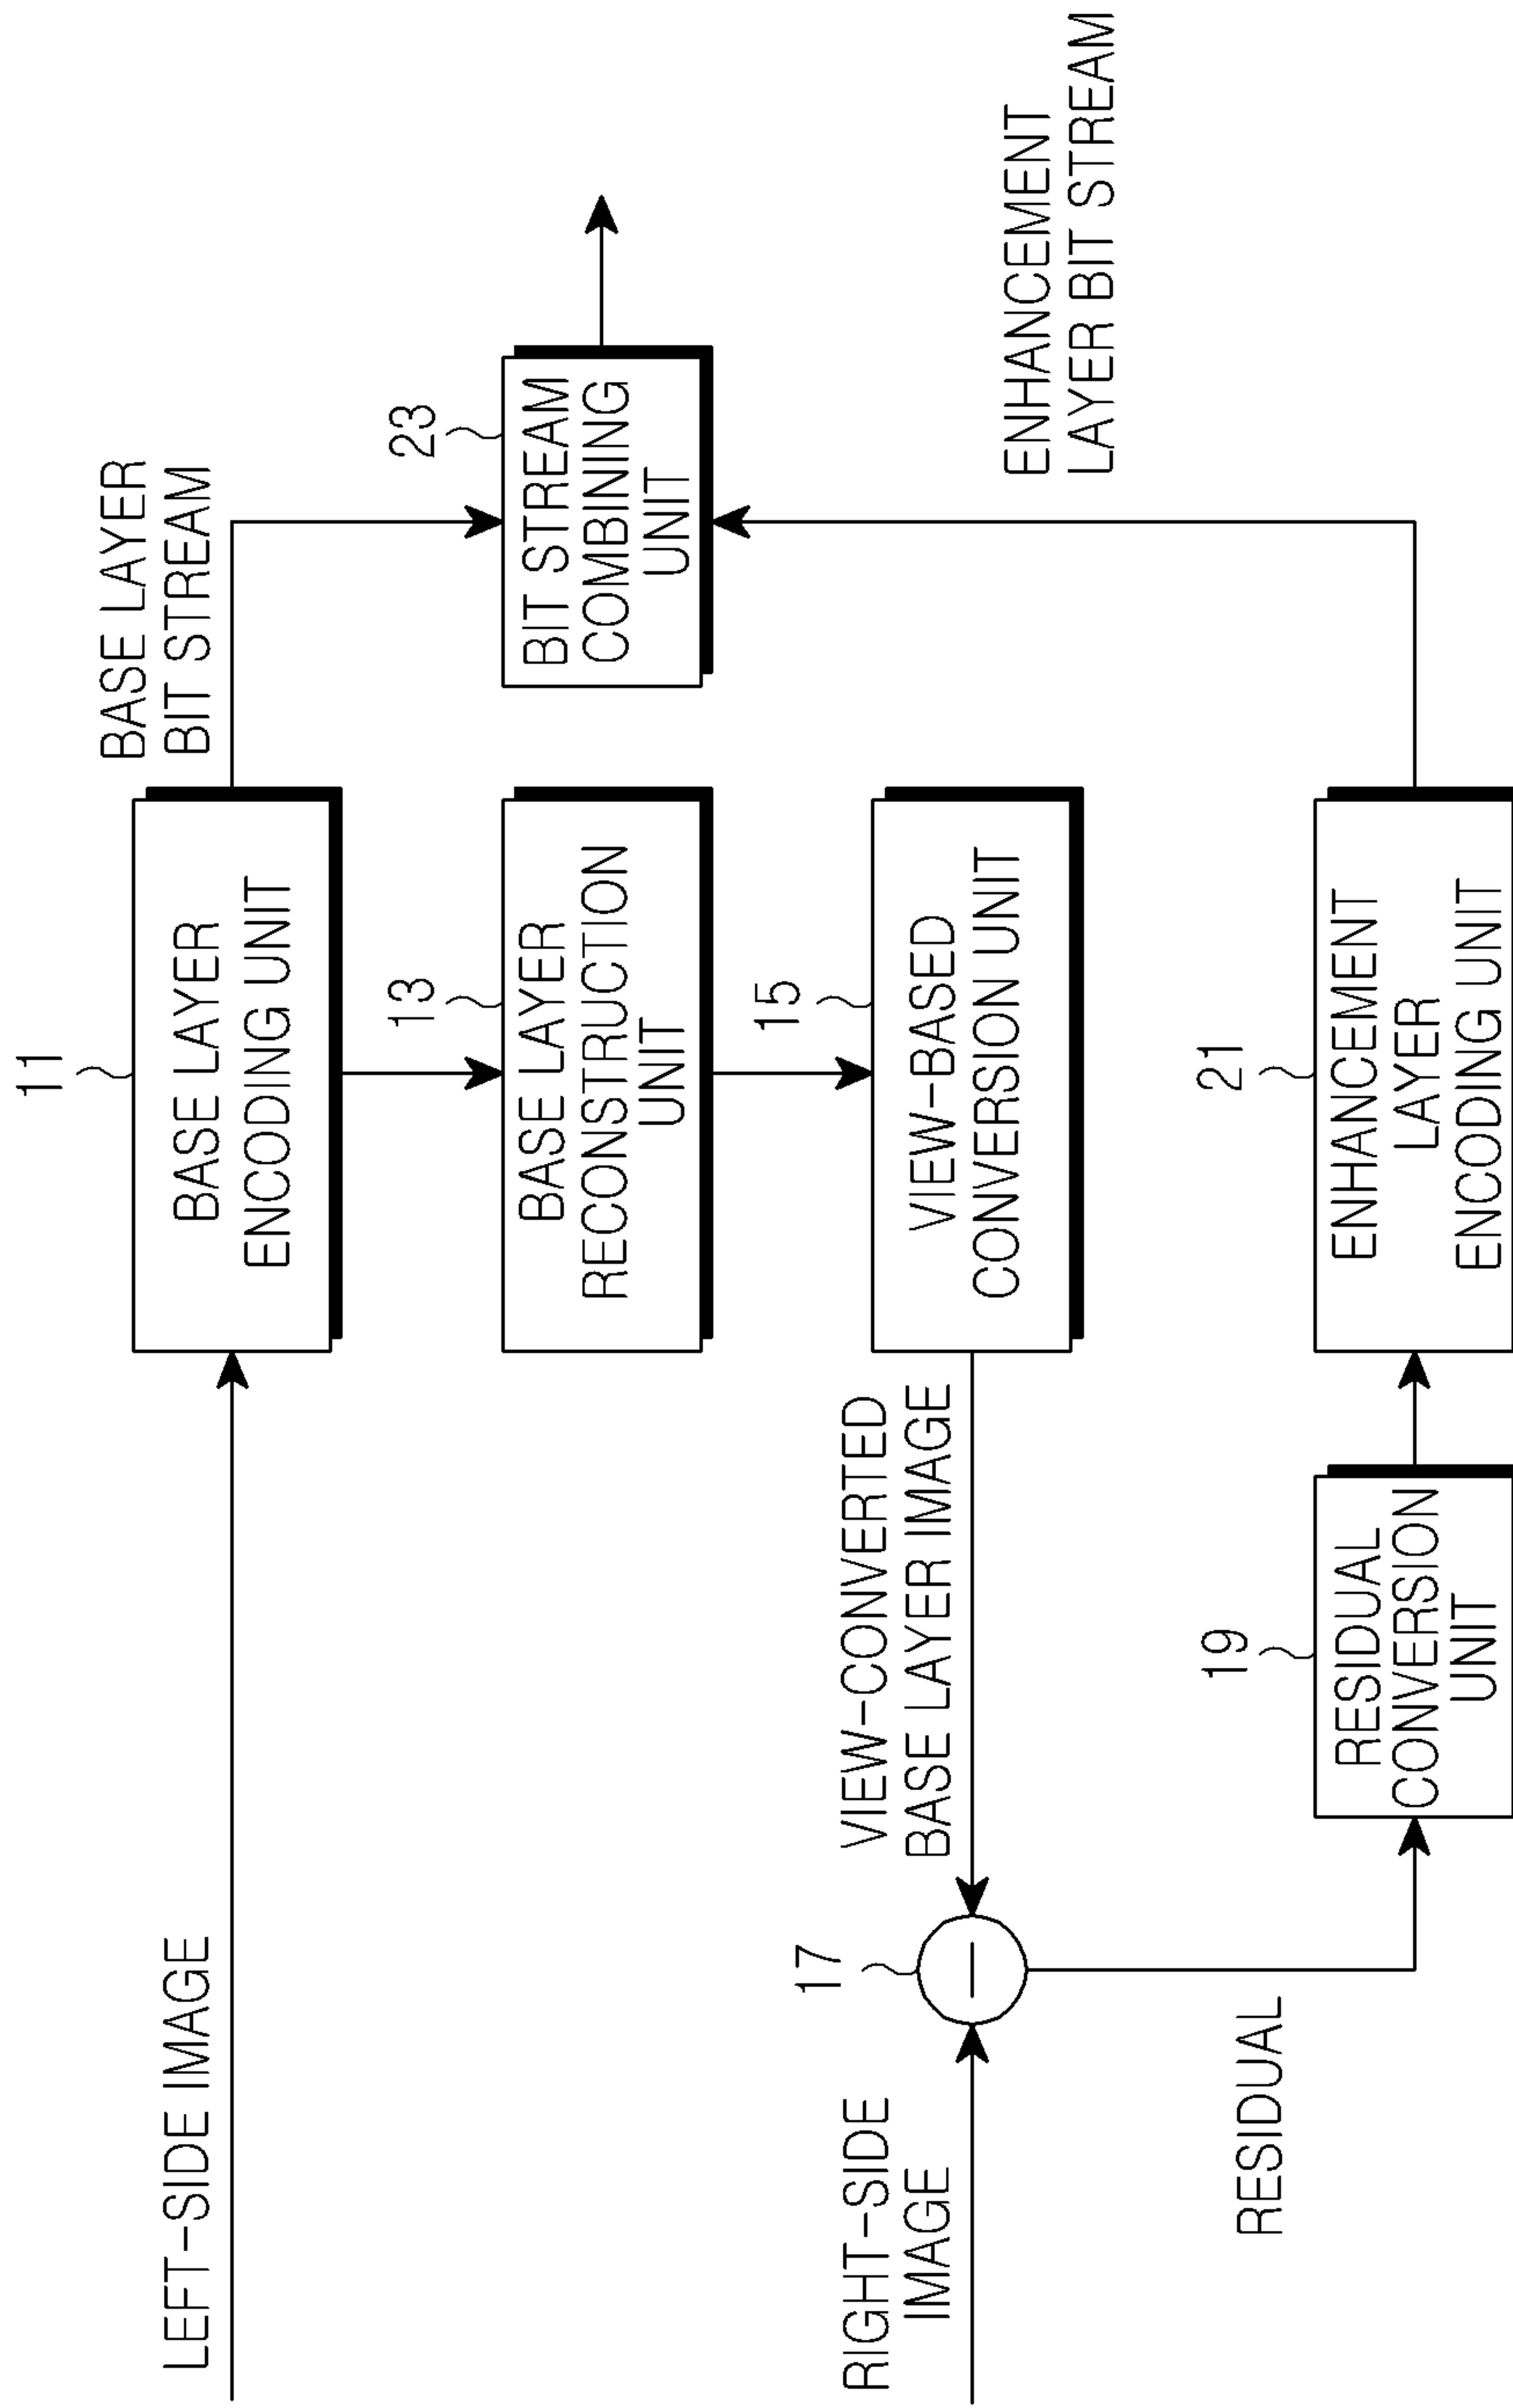 LEFT-SIDE IMAGE
11
BASE LAYER
ENCODING UNIT
BASE LAYER
BIT STREAM
13
BASE LAYER
RECONSTRUCTION
UNIT
23
BIT STREAM
COMBINING
UNIT
15
VIEW-BASED
CONVERSION UNIT
VIEW-CONVERTED
BASE LAYER IMAGE
17
RIGHT-SIDE
IMAGE
RESIDUAL
19
RESIDUAL
CONVERSION
UNIT
21
ENHANCEMENT
LAYER
ENCODING UNIT
ENHANCEMENT
LAYER BIT STREAM